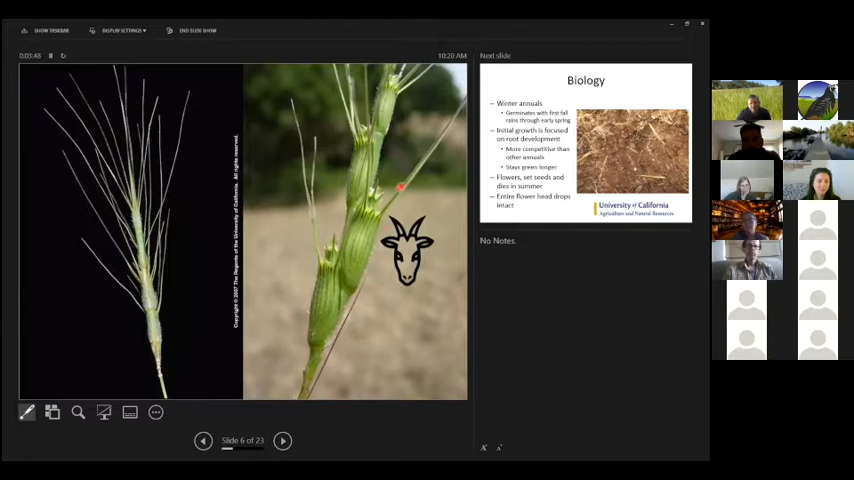 SHOW TASKBAR
DISPLAY SETTINGS
END SLIDE SHOW
0:03:48
10:20 AM
Copyright © 2007 The Regents of the University of California. All rights reserved.
Next slide
Biology
– Winter annuals
• Germinates with first fall
rains through early spring
– Initial growth is focused
on root development
• More competitive than
other annuals
• Stays green longer
– Flowers, set seeds and
dies in summer
– Entire flower head drops
intact
University of California
Agriculture and Natural Resources
No Notes.
Slide 6 of 23
A A